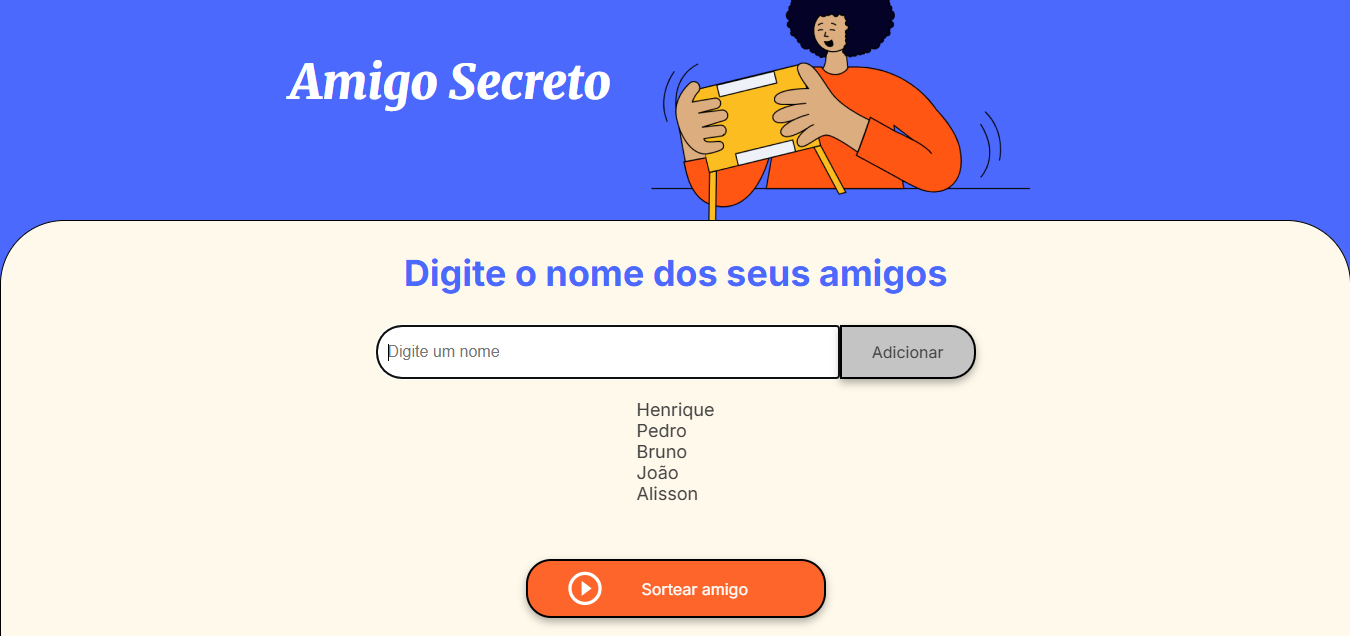 Amigo Secreto
Digite o nome dos seus amigos
Digite um nome
Adicionar
Henrique
Pedro
Bruno
João
Alisson
Sortear amigo